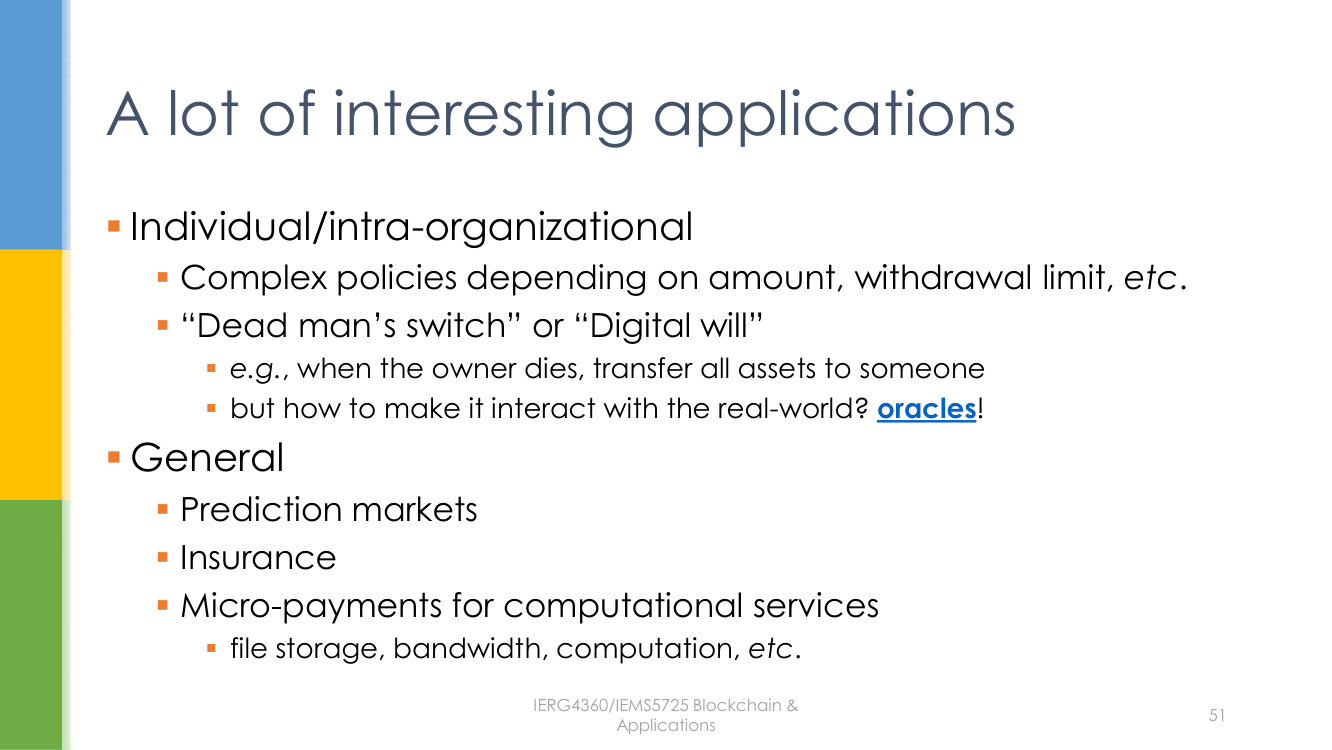 A lot of interesting applications
Individual/intra-organizational
Complex policies depending on amount, withdrawal limit, etc.
“Dead man’s switch” or “Digital will”
e.g., when the owner dies, transfer all assets to someone
but how to make it interact with the real-world? oracles!
General
Prediction markets
Insurance
Micro-payments for computational services
file storage, bandwidth, computation, etc.
IERG4360/IEMS5725 Blockchain &
Applications
51